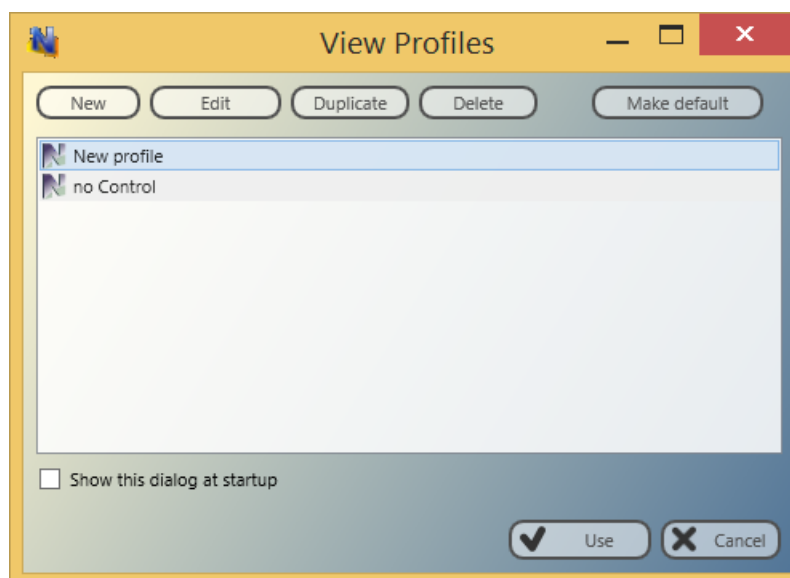 View Profiles
New Edit Duplicate Delete Make default
New profile
no Control
Show this dialog at startup
Use Cancel